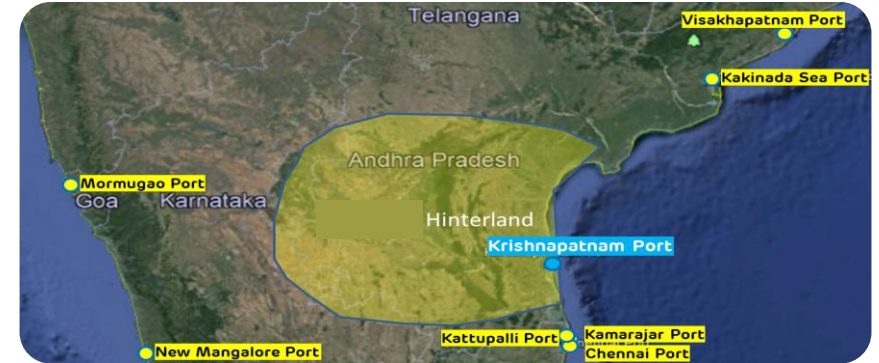 Telangana
Visakhapatnam Port
Kakinada Sea Port
Andhra Pradesh
Mormugao Port
Goa
Karnataka
Hinterland
Krishnapatnam Port
Kattupalli Port
Kamarajar Port
Chennai Port
New Mangalore Port